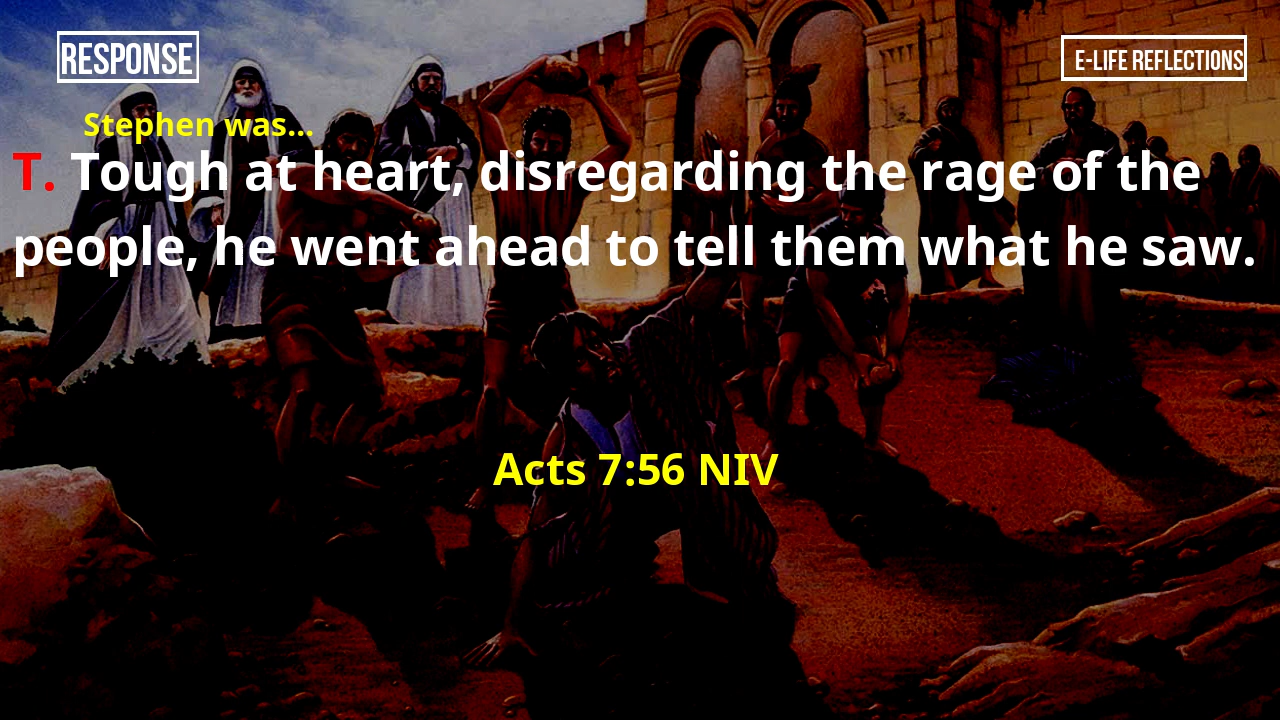 RESPONSE
E-LIFE REFLECTIONS
Stephen was...
T. Tough at heart, disregarding the rage of the
people, he went ahead to tell them what he saw.
Acts 7:56 NIV